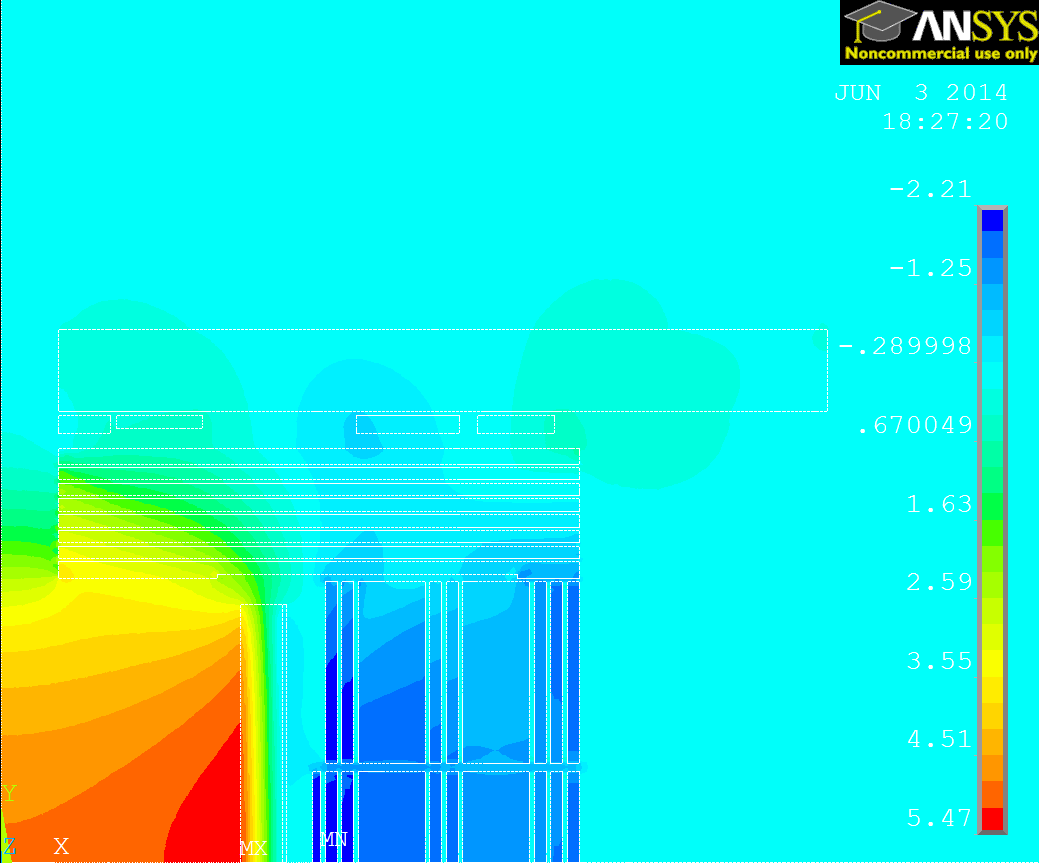 ANSYS
Noncommercial use only
JUN 3 2014
18:27:20
-2.21
-1.25
-.289998
.670049
1.63
2.59
3.55
4.51
5.47
Y
Z X MX MN